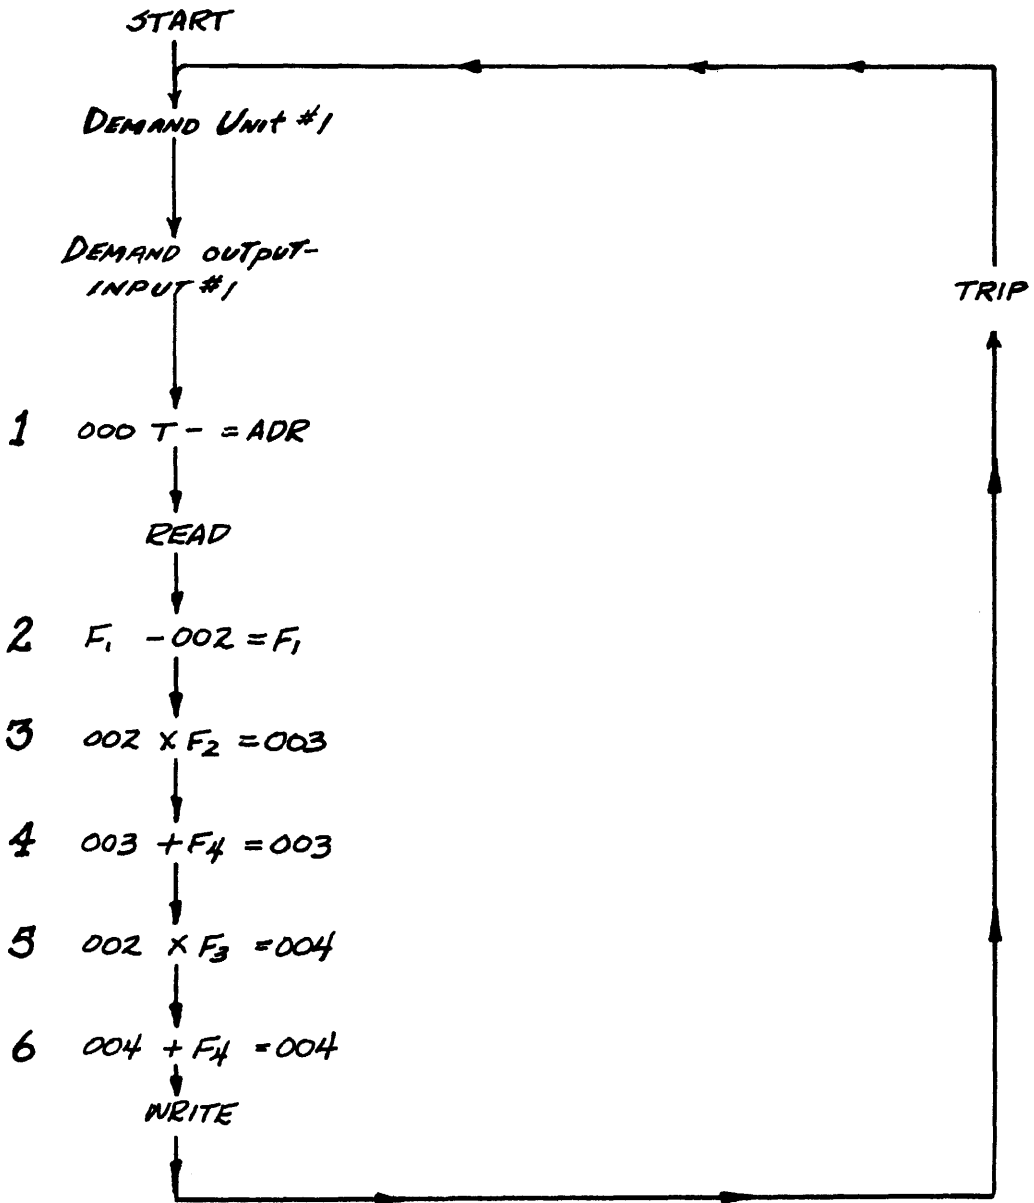 START
DEMAND UNIT #1
DEMAND OUTPUT-
INPUT #1
TRIP
1 000 T - = ADR
READ
2 F₁ - 002 = F₁
3 002 X F₂ = 003
4 003 + F₄ = 003
5 002 X F₃ = 004
6 004 + F₄ = 004
WRITE